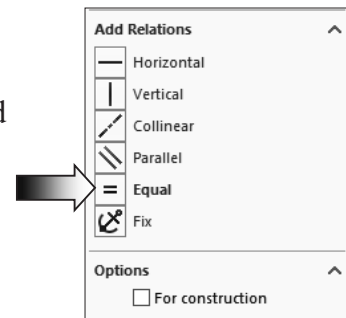 Add Relations
Horizontal
Vertical
Collinear
Parallel
Equal
Fix
Options
For construction